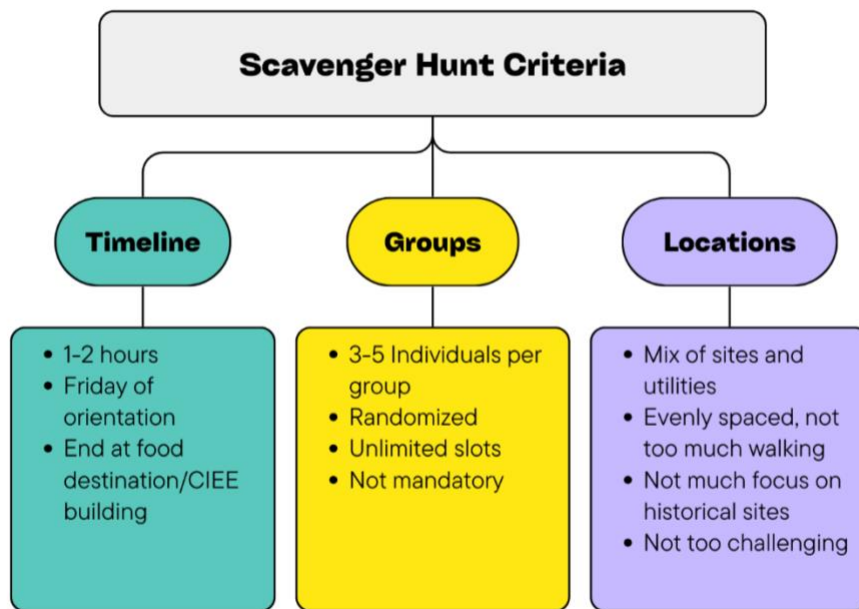 Scavenger Hunt Criteria
Timeline
• 1-2 hours
• Friday of
orientation
• End at food
destination/CIEE
building
Groups
• 3-5 Individuals per
group
• Randomized
• Unlimited slots
• Not mandatory
Locations
• Mix of sites and
utilities
• Evenly spaced, not
too much walking
• Not much focus on
historical sites
• Not too challenging